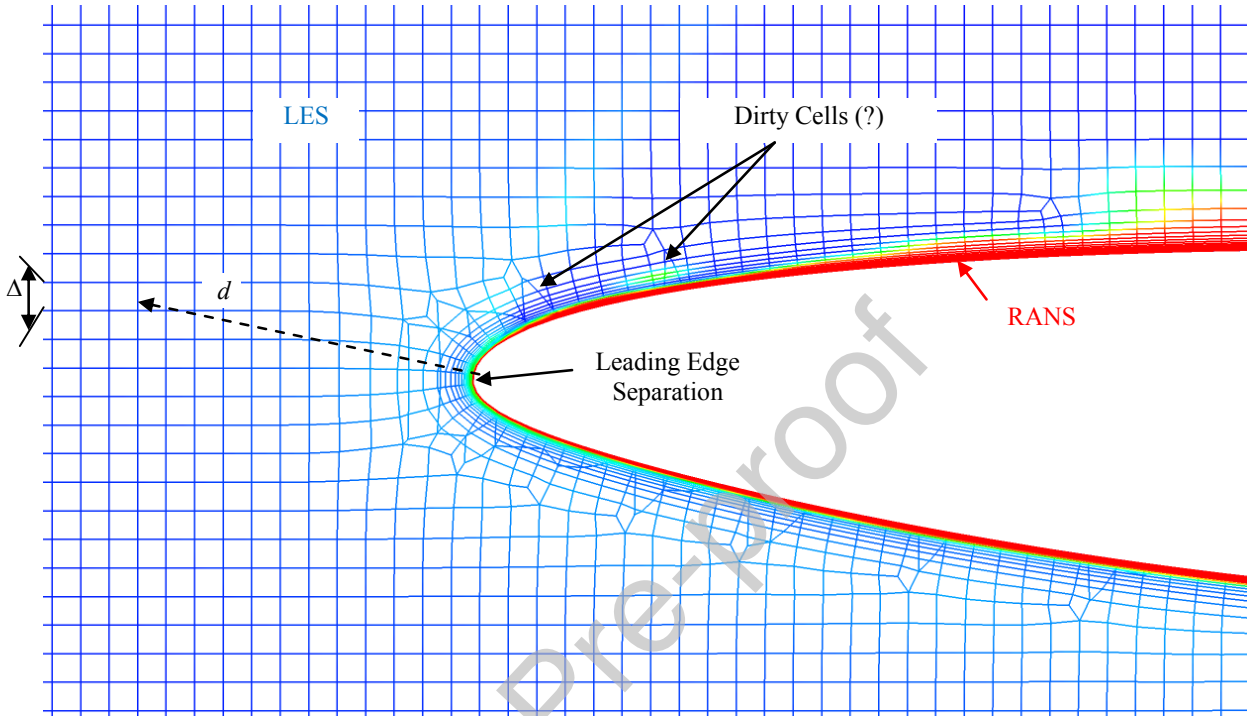 LES
Dirty Cells (?)
Δ
d
RANS
Leading Edge
Separation
Pre-proof